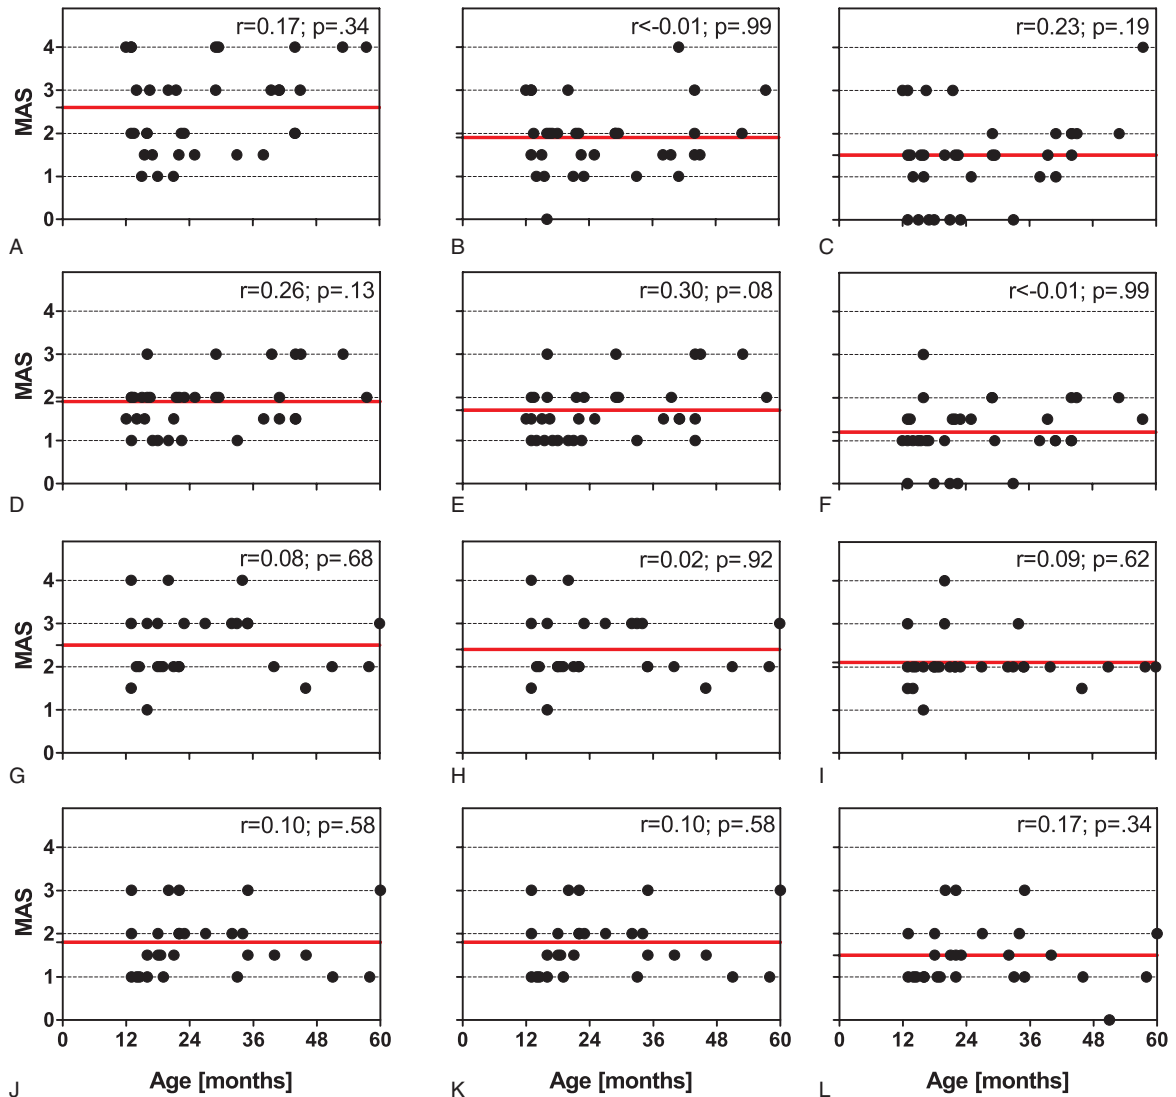 r=0.17; p=.34
r<-0.01; p=.99
r=0.23; p=.19
MAS
4
3
2
1
0
A
B
C
r=0.26; p=.13
r=0.30; p=.08
r<-0.01; p=.99
MAS
4
3
2
1
0
D
E
F
r=0.08; p=.68
r=0.02; p=.92
r=0.09; p=.62
MAS
4
3
2
1
0
G
H
I
r=0.10; p=.58
r=0.10; p=.58
r=0.17; p=.34
MAS
4
3
2
1
0
0 12 24 36 48 60
0 12 24 36 48 60
0 12 24 36 48 60
J
Age [months]
K
Age [months]
L
Age [months]